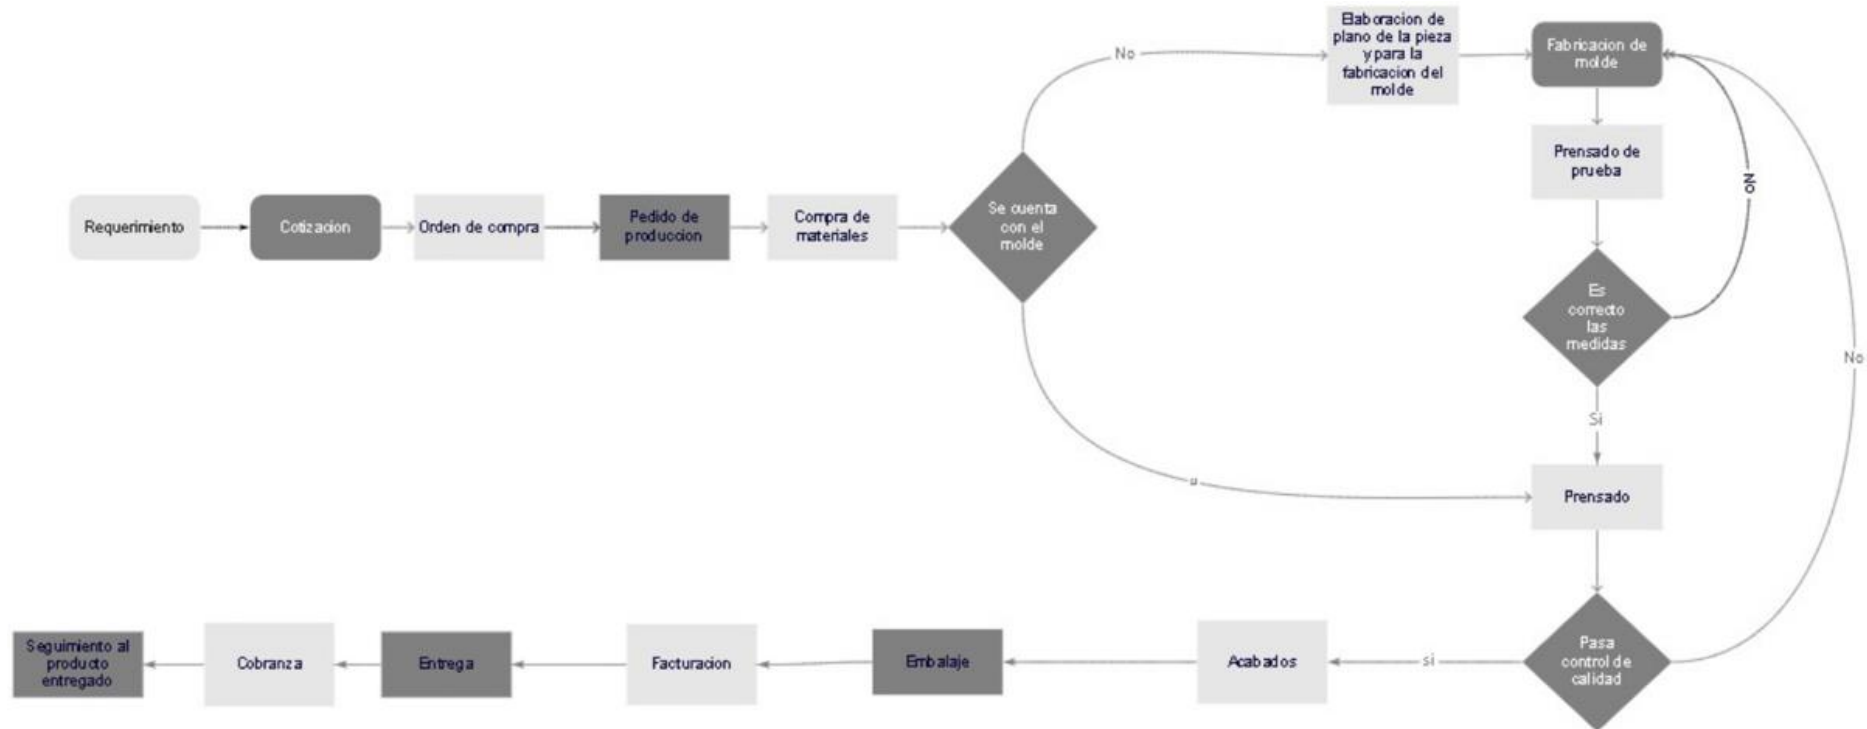 Requerimiento
Cotizacion
Orden de compra
Pedido de
produccion
Compra de
materiales
Se cuenta
con el
molde
No
Elaboracion de
plano de la pieza
y para la
fabricacion del
molde
Fabricacion de
molde
Prensado de
prueba
Es
correcto
las
medidas
No
No
Si
Prensado
Pasa
control de
calidad
si
Acabados
Embalaje
Facturacion
Entrega
Cobranza
Seguimiento al
producto
entregado